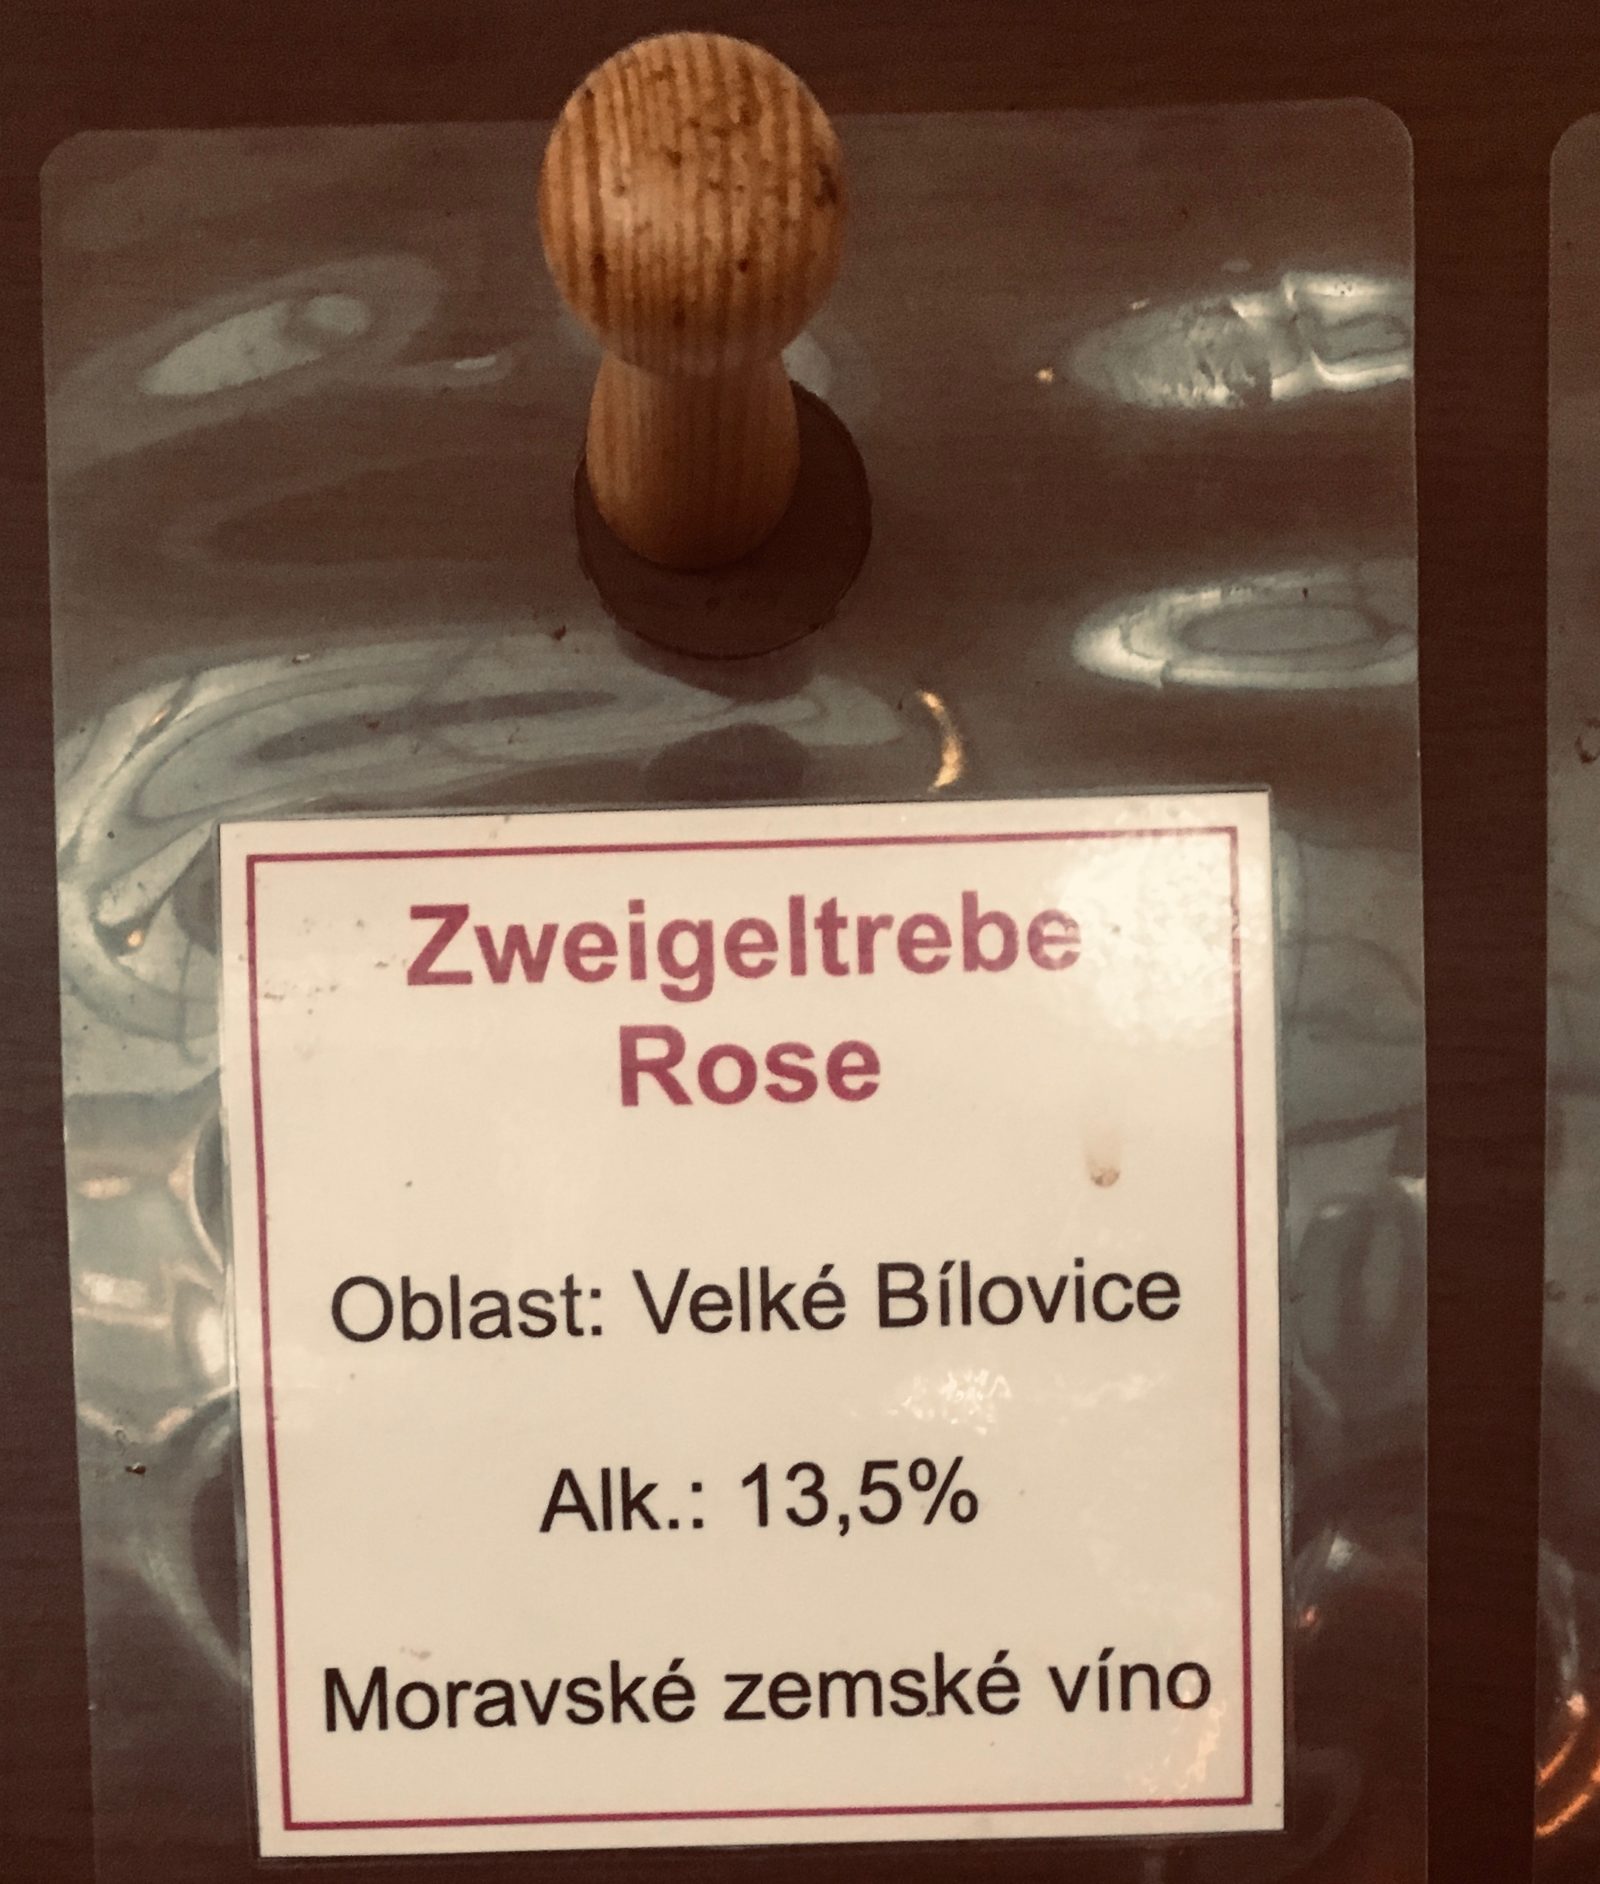 Zweigeltrebe
Rose
Oblast: Velké Bílovice
Alk.: 13,5%
Moravské zemské víno